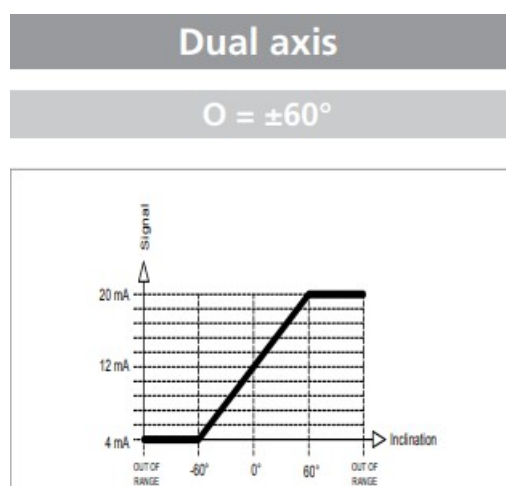 Dual axis
O = ±60°
Signal
20 mA
12 mA
4 mA
Inclination
OUT OF RANGE
-60°
0°
60°
OUT OF RANGE